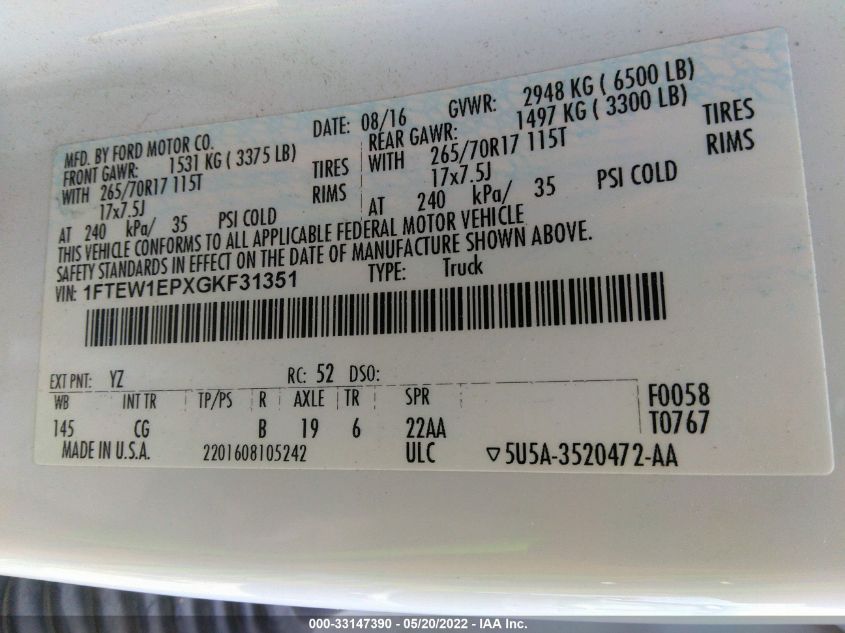 MFD. BY FORD MOTOR CO. DATE: 08/16 GVWR: 2948 KG ( 6500 LB)
FRONT GAWR: 1531 KG ( 3375 LB) REAR GAWR: 1497 KG ( 3300 LB)
WITH 265/70R17 115T TIRES WITH 265/70R17 115T TIRES
17x7.5J RIMS 17x7.5J RIMS
AT 240 kPa/ 35 PSI COLD AT 240 kPa/ 35 PSI COLD
THIS VEHICLE CONFORMS TO ALL APPLICABLE FEDERAL MOTOR VEHICLE
SAFETY STANDARDS IN EFFECT ON THE DATE OF MANUFACTURE SHOWN ABOVE.
VIN: 1FTEW1EPXGKF31351 TYPE: Truck
EXT PNT: YZ RC: 52 DSO:
WB INT TR TP/PS R AXLE TR SPR F0058
145 CG B 19 6 22AA T0767
MADE IN U.S.A. 2201608105242 ULC ▽5U5A-3520472-AA
000-33147390 - 05/20/2022 - IAA Inc.